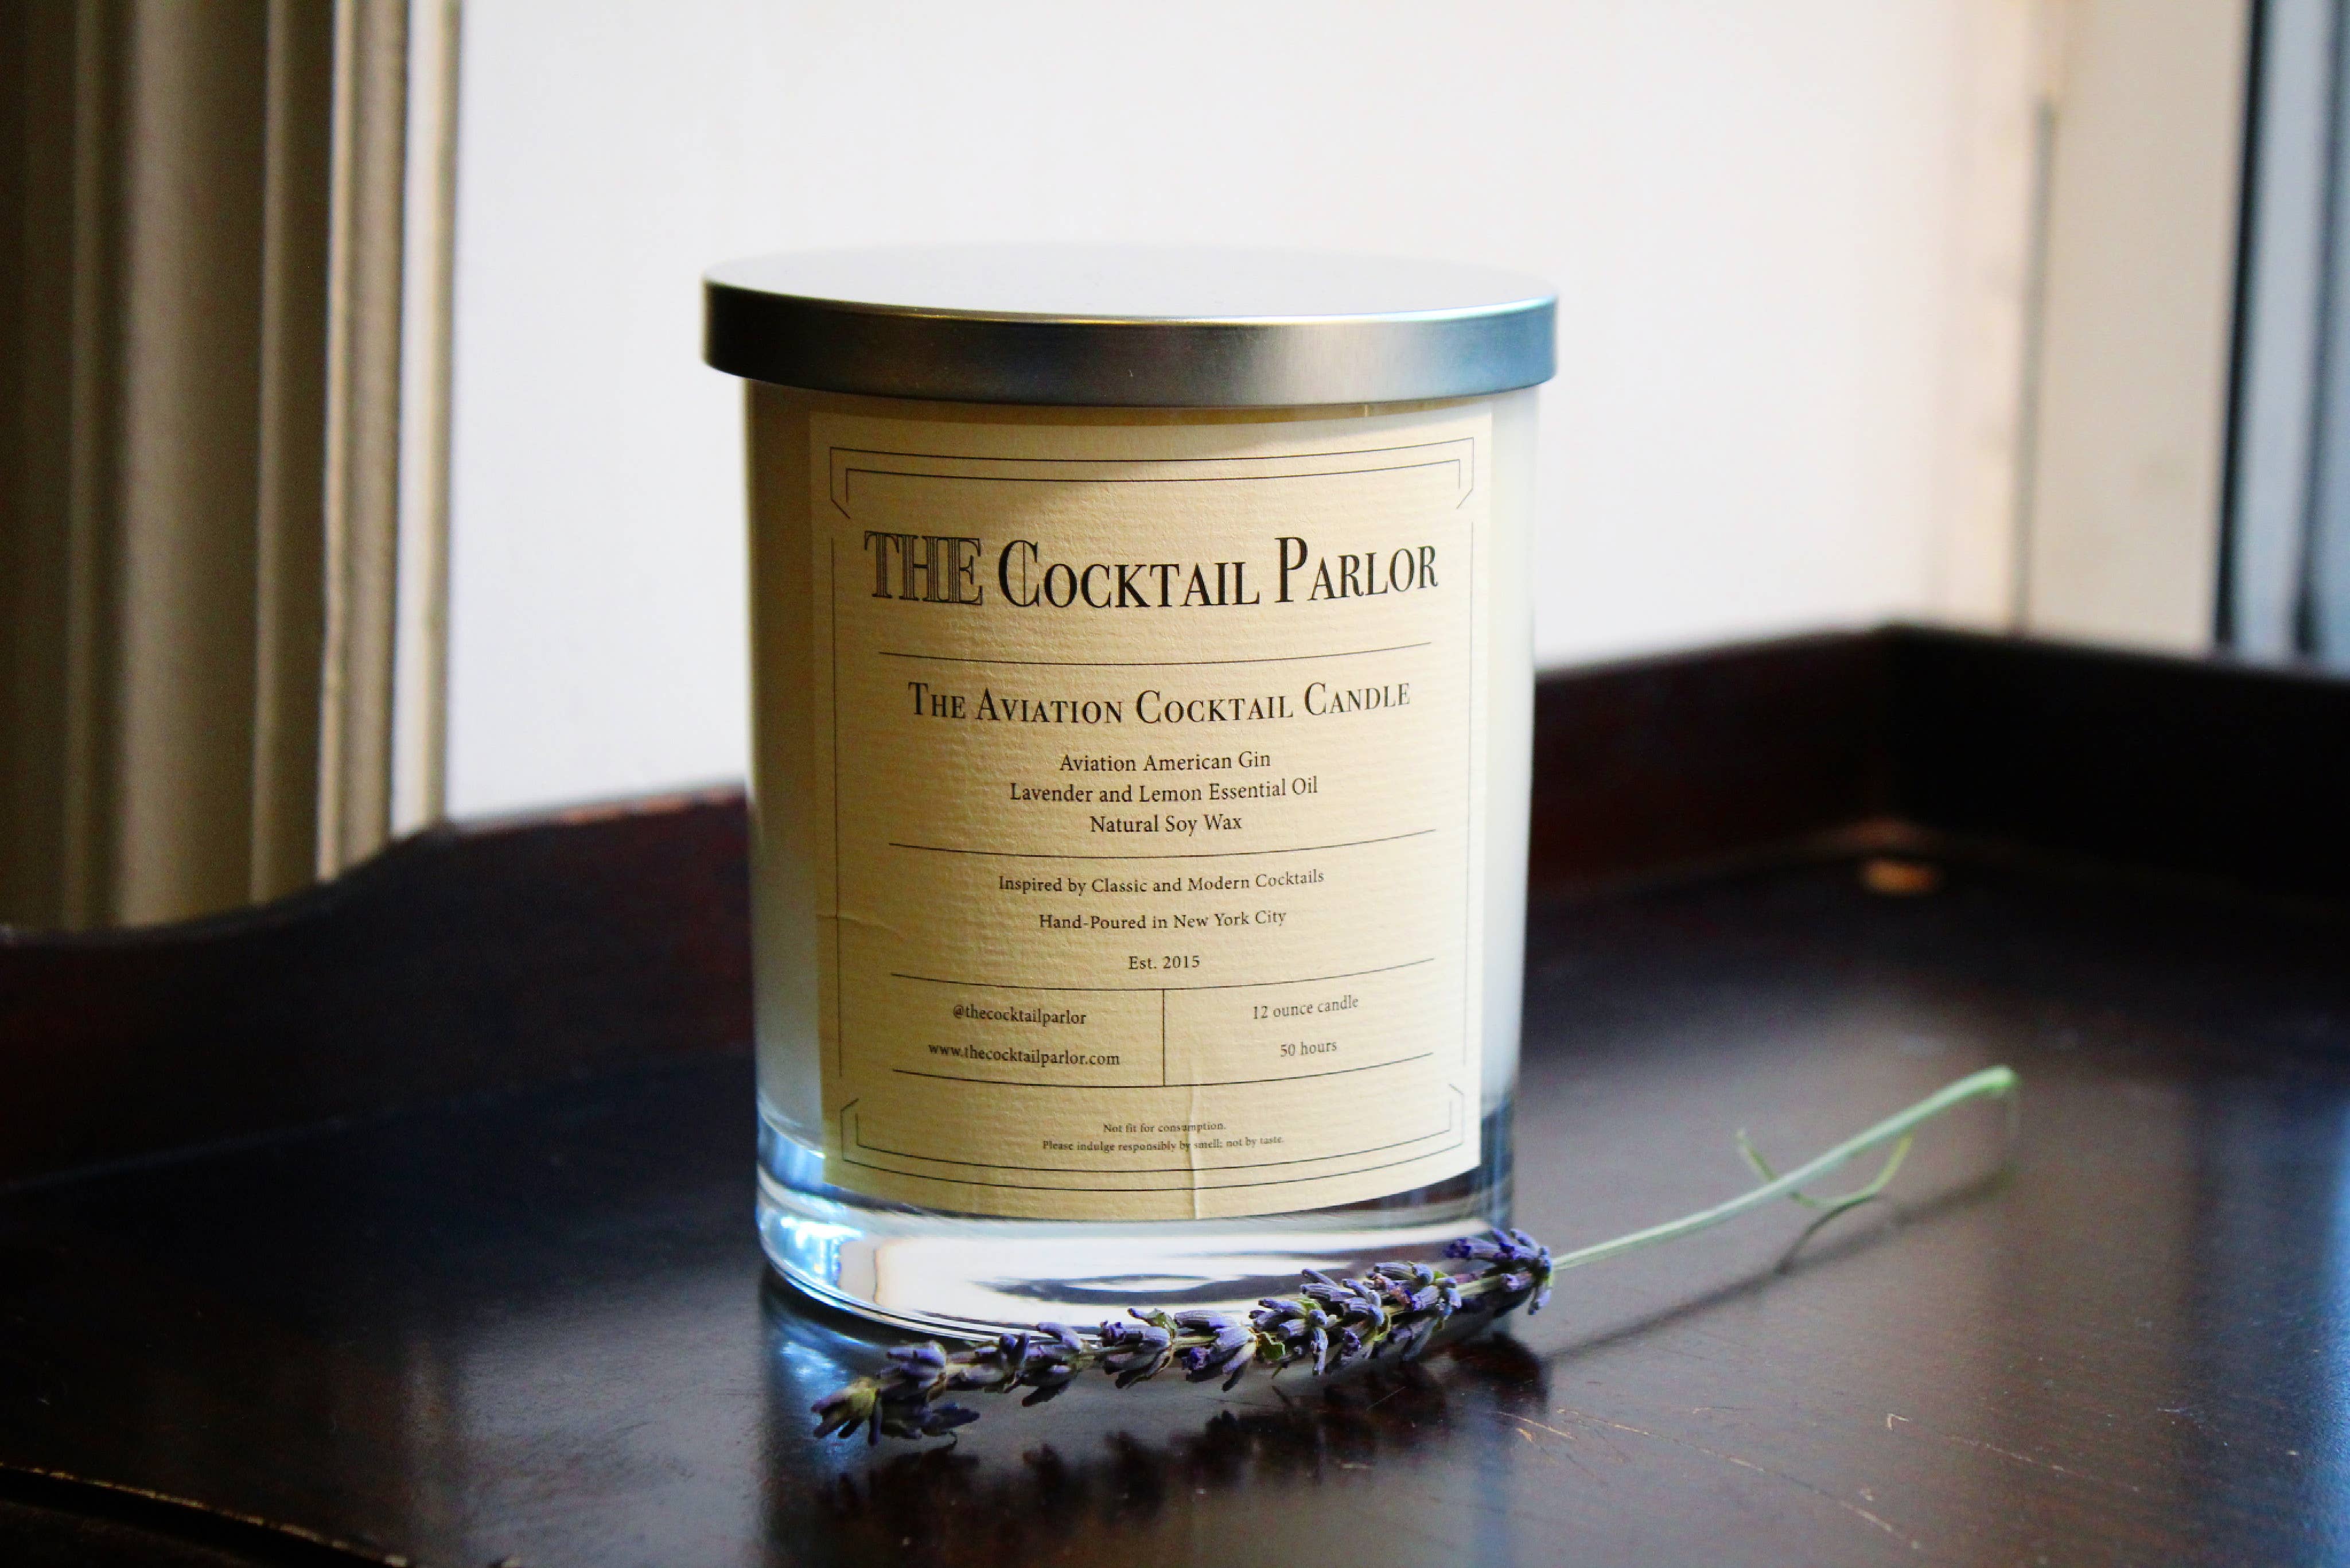 THE COCKTAIL PARLOR
THE AVIATION COCKTAIL CANDLE
Aviation American Gin
Lavender and Lemon Essential Oil
Natural Soy Wax
Inspired by Classic and Modern Cocktails
Hand-Poured in New York City
Est. 2015
@thecocktailparlor
www.thecocktailparlor.com
12 ounce candle
50 hours
Not fit for consumption.
Please indulge responsibly by smell; not by taste.